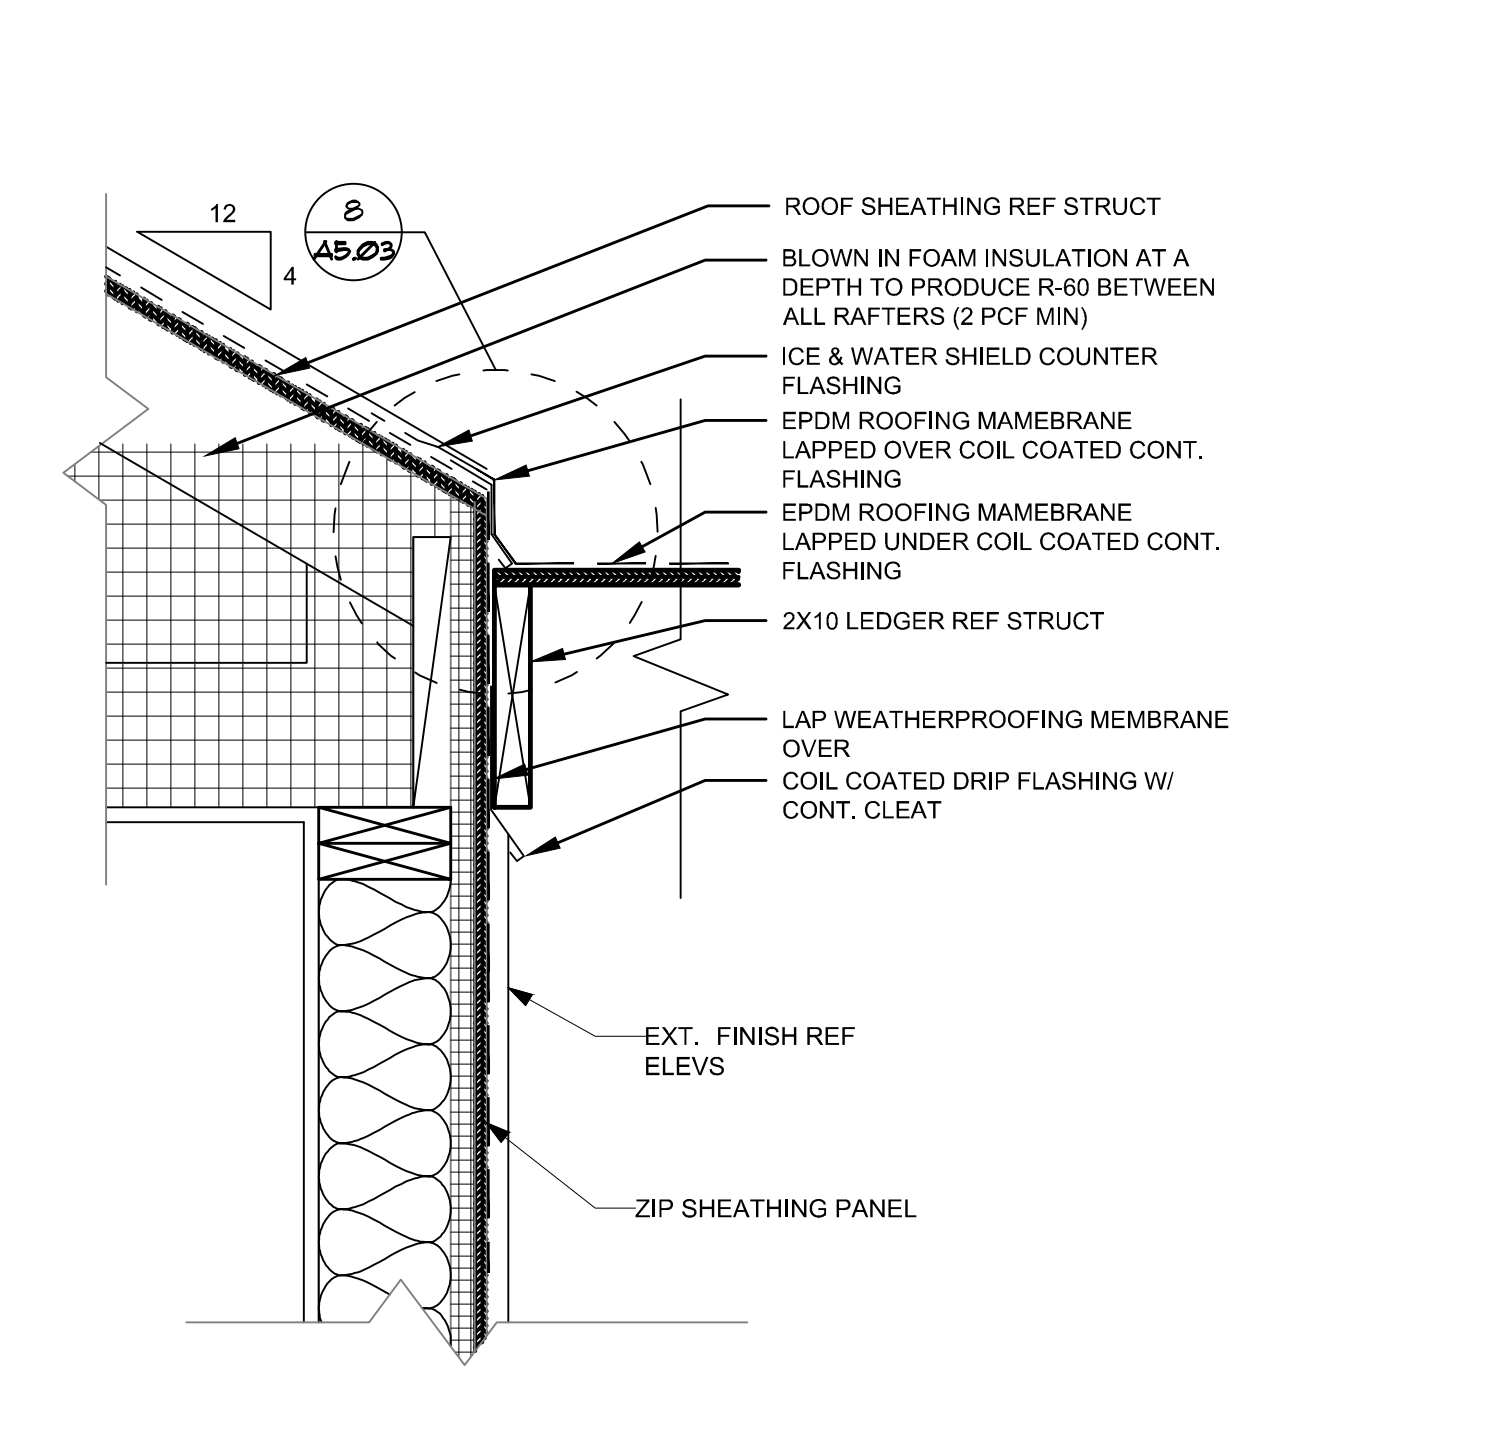 12
4
8
A5.03
ROOF SHEATHING REF STRUCT
BLOWN IN FOAM INSULATION AT A
DEPTH TO PRODUCE R-60 BETWEEN
ALL RAFTERS (2 PCF MIN)
ICE & WATER SHIELD COUNTER
FLASHING
EPDM ROOFING MAMEBRANE
LAPPED OVER COIL COATED CONT.
FLASHING
EPDM ROOFING MAMEBRANE
LAPPED UNDER COIL COATED CONT.
FLASHING
2X10 LEDGER REF STRUCT
LAP WEATHERPROOFING MEMBRANE
OVER
COIL COATED DRIP FLASHING W/
CONT. CLEAT
EXT. FINISH REF
ELEVS
ZIP SHEATHING PANEL